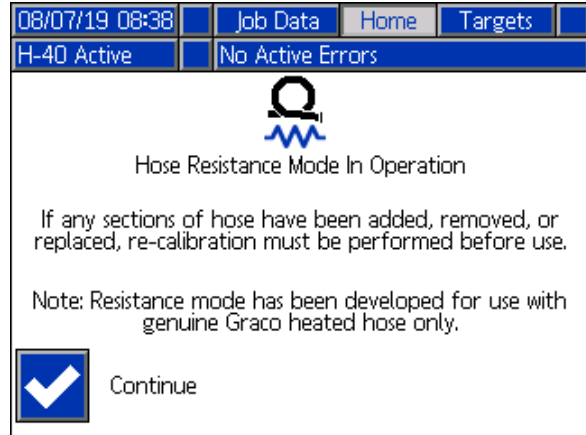 08/07/19 08:38 Job Data Home Targets
H-40 Active No Active Errors
Hose Resistance Mode In Operation
If any sections of hose have been added, removed, or
replaced, re-calibration must be performed before use.
Note: Resistance mode has been developed for use with
genuine Graco heated hose only.
Continue